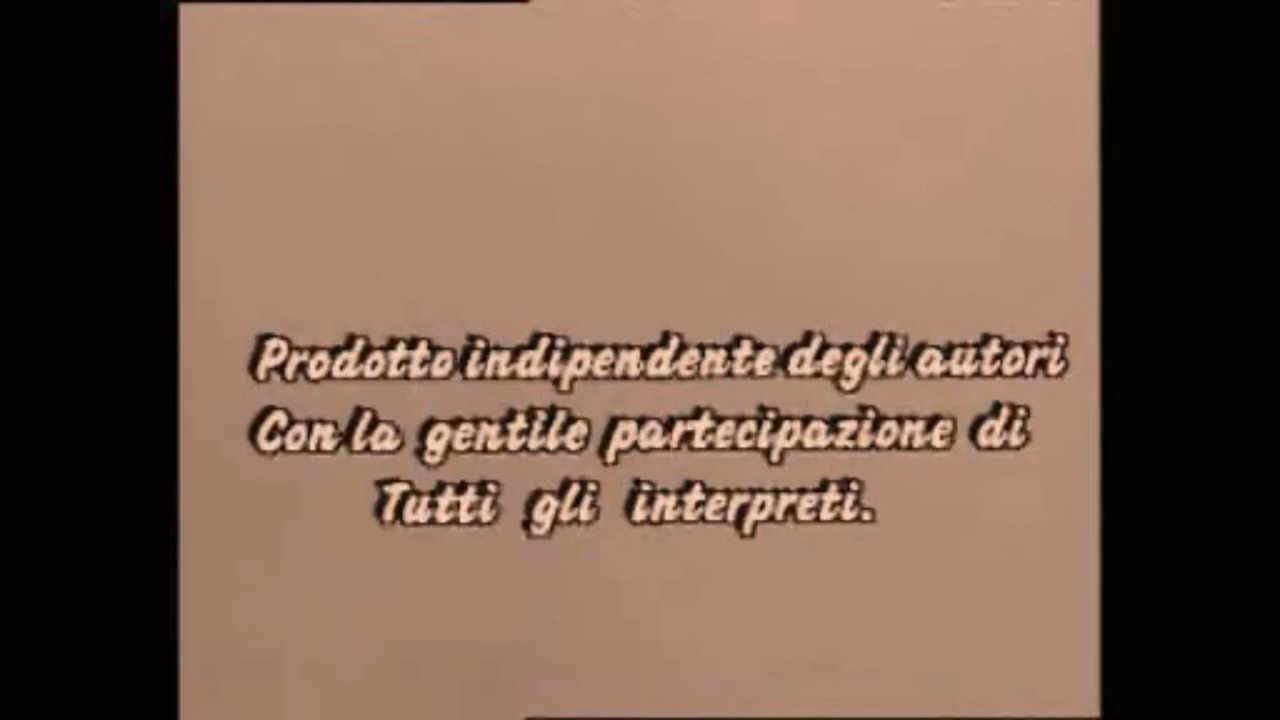 Prodotto indipendente degli autori
Con la gentile partecipazione di
Tutti gli interpreti.